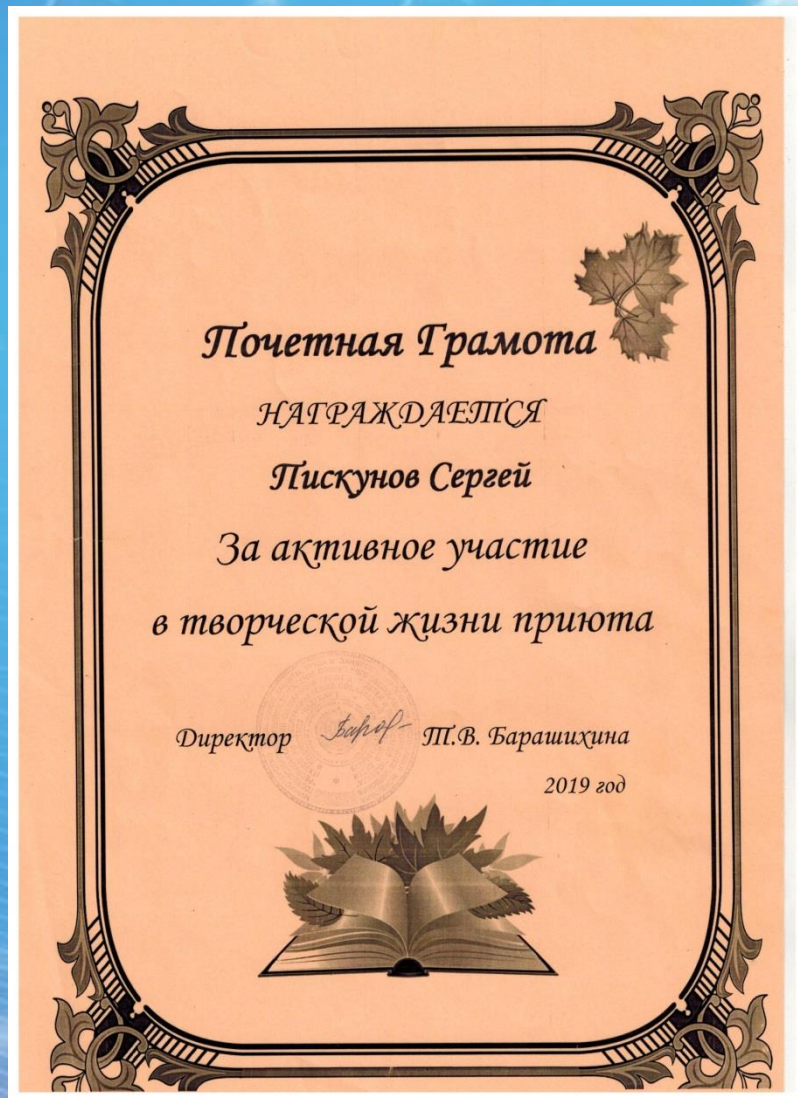 Почетная Грамота
НАГРАЖДАЕТСЯ
Пискунов Сергей
За активное участие
в творческой жизни приюта
Директор Т.В. Барашихина
2019 год